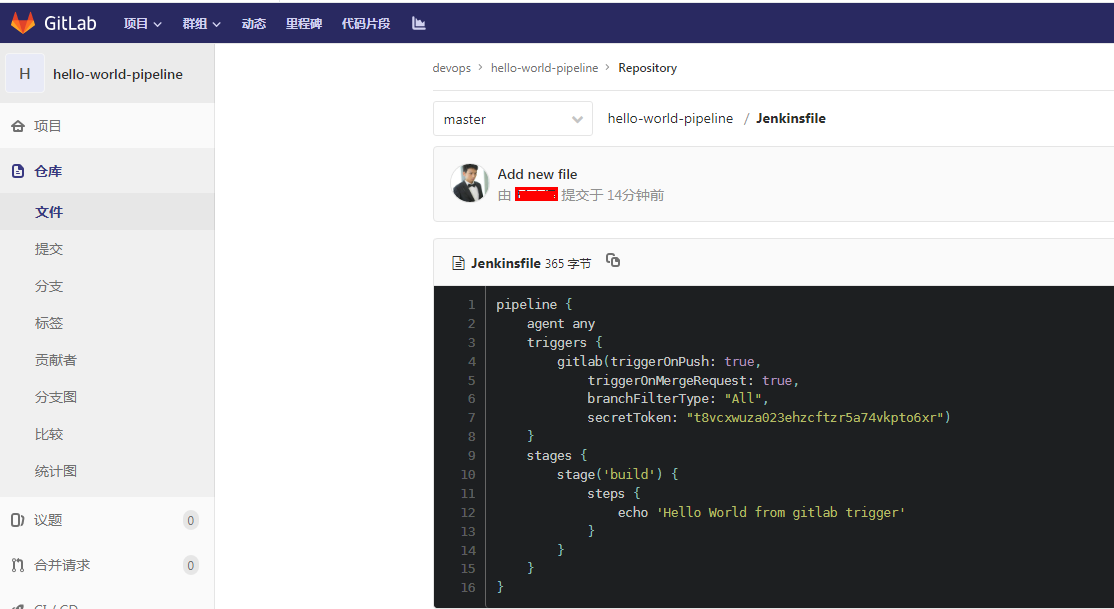 GitLab 项目 群组 动态 里程碑 代码片段
H hello-world-pipeline
项目
仓库
文件
提交
分支
标签
贡献者
分支图
比较
统计图
议题 0
合并请求 0
CI / CD
devops > hello-world-pipeline > Repository
master hello-world-pipeline / Jenkinsfile
Add new file
由 提交于 14分钟前
Jenkinsfile 365 字节
1 pipeline {
2 agent any
3 triggers {
4 gitlab(triggerOnPush: true,
5 triggerOnMergeRequest: true,
6 branchFilterType: "All",
7 secretToken: "t8vcxwuza023ehzcftzr5a74vkpto6xr")
8 }
9 stages {
10 stage('build') {
11 steps {
12 echo 'Hello World from gitlab trigger'
13 }
14 }
15 }
16 }